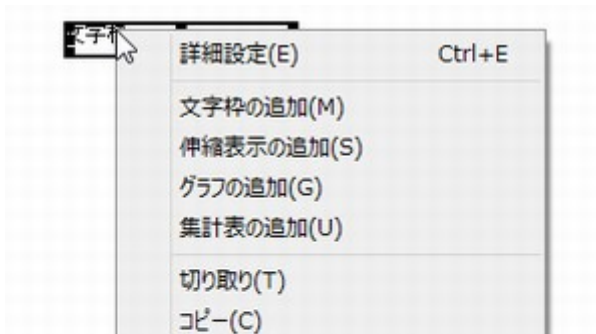 文字枠
詳細設定(E) Ctrl+E
文字枠の追加(M)
伸縮表示の追加(S)
グラフの追加(G)
集計表の追加(U)
切り取り(T)
コピー(C)